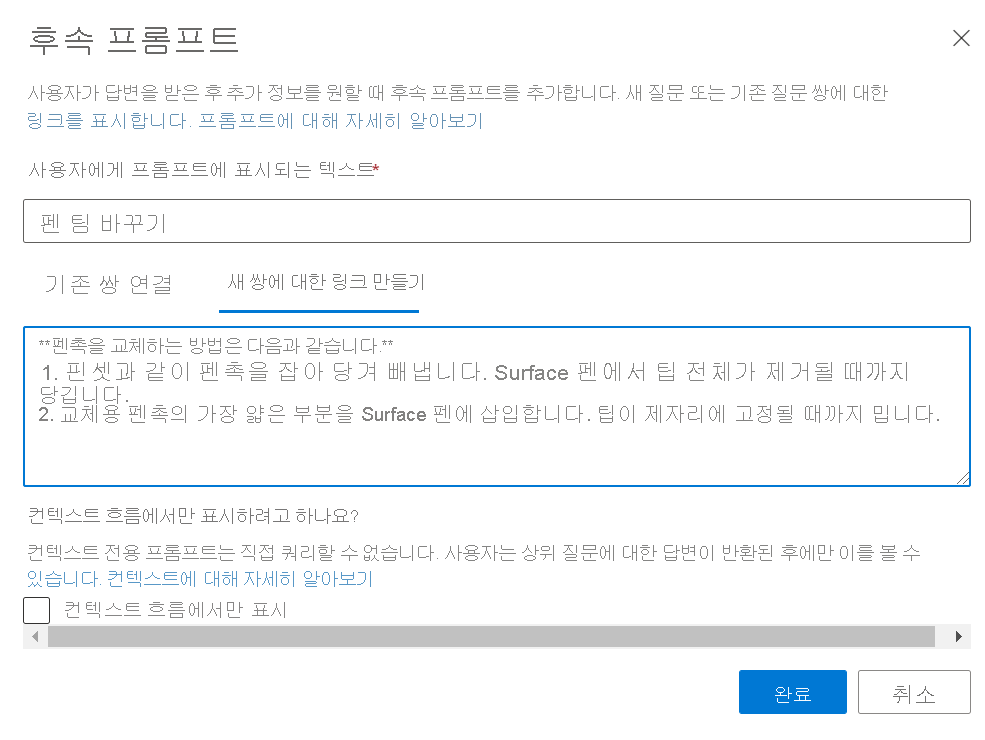 후속 프롬프트
사용자가 답변을 받은 후 추가 정보를 원할 때 후속 프롬프트를 추가합니다. 새 질문 또는 기존 질문 쌍에 대한
링크를 표시합니다. 프롬프트에 대해 자세히 알아보기
사용자에게 프롬프트에 표시되는 텍스트*
펜 팀 바꾸기
기존 쌍 연결
새 쌍에 대한 링크 만들기
**펜촉을 교체하는 방법은 다음과 같습니다.**
1. 핀셋과 같이 펜촉을 잡아 당겨 빼냅니다. Surface 펜에서 팁 전체가 제거될 때까지
당깁니다.
2. 교체용 펜촉의 가장 얇은 부분을 Surface 펜에 삽입합니다. 팁이 제자리에 고정될 때까지 밉니다.
컨텍스트 흐름에서만 표시하려고 하나요?
컨텍스트 전용 프롬프트는 직접 쿼리할 수 없습니다. 사용자는 상위 질문에 대한 답변이 반환된 후에만 이를 볼 수
있습니다. 컨텍스트에 대해 자세히 알아보기
컨텍스트 흐름에서만 표시
완료
취소